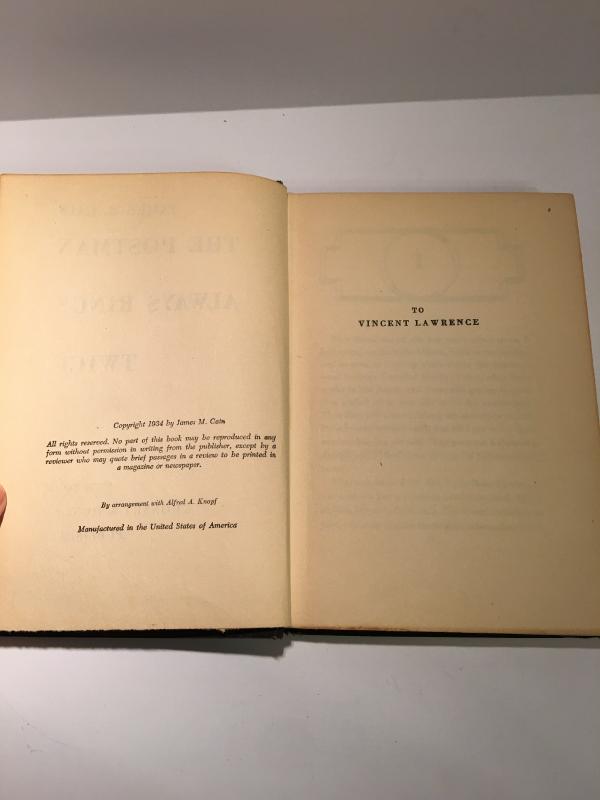 Copyright 1934 by James M. Cain
All rights reserved. No part of this book may be reproduced in any
form without permission in writing from the publisher, except by a
reviewer who may quote brief passages in a review to be printed in
a magazine or newspaper.
By arrangement with Alfred A. Knopf
Manufactured in the United States of America
TO
VINCENT LAWRENCE